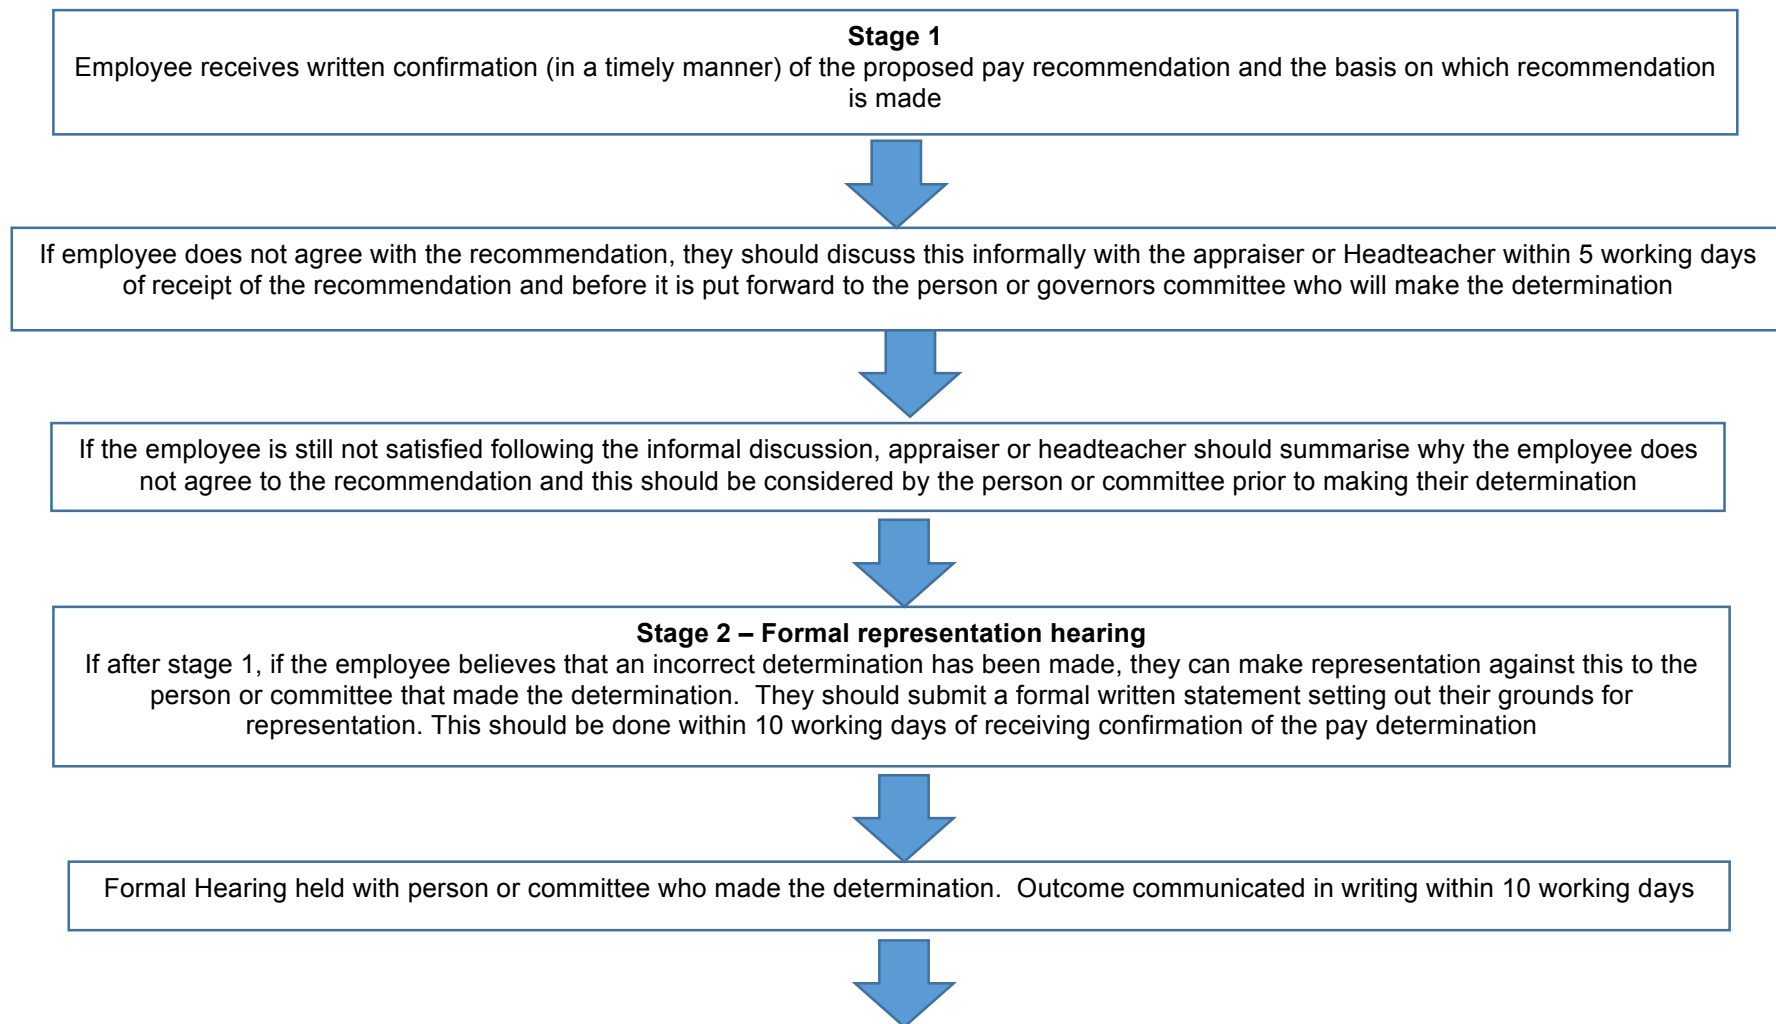 Stage 1
Employee receives written confirmation (in a timely manner) of the proposed pay recommendation and the basis on which recommendation
is made
If employee does not agree with the recommendation, they should discuss this informally with the appraiser or Headteacher within 5 working days
of receipt of the recommendation and before it is put forward to the person or governors committee who will make the determination
If the employee is still not satisfied following the informal discussion, appraiser or headteacher should summarise why the employee does
not agree to the recommendation and this should be considered by the person or committee prior to making their determination
Stage 2 – Formal representation hearing
If after stage 1, if the employee believes that an incorrect determination has been made, they can make representation against this to the
person or committee that made the determination.  They should submit a formal written statement setting out their grounds for
representation. This should be done within 10 working days of receiving confirmation of the pay determination
Formal Hearing held with person or committee who made the determination.  Outcome communicated in writing within 10 working days